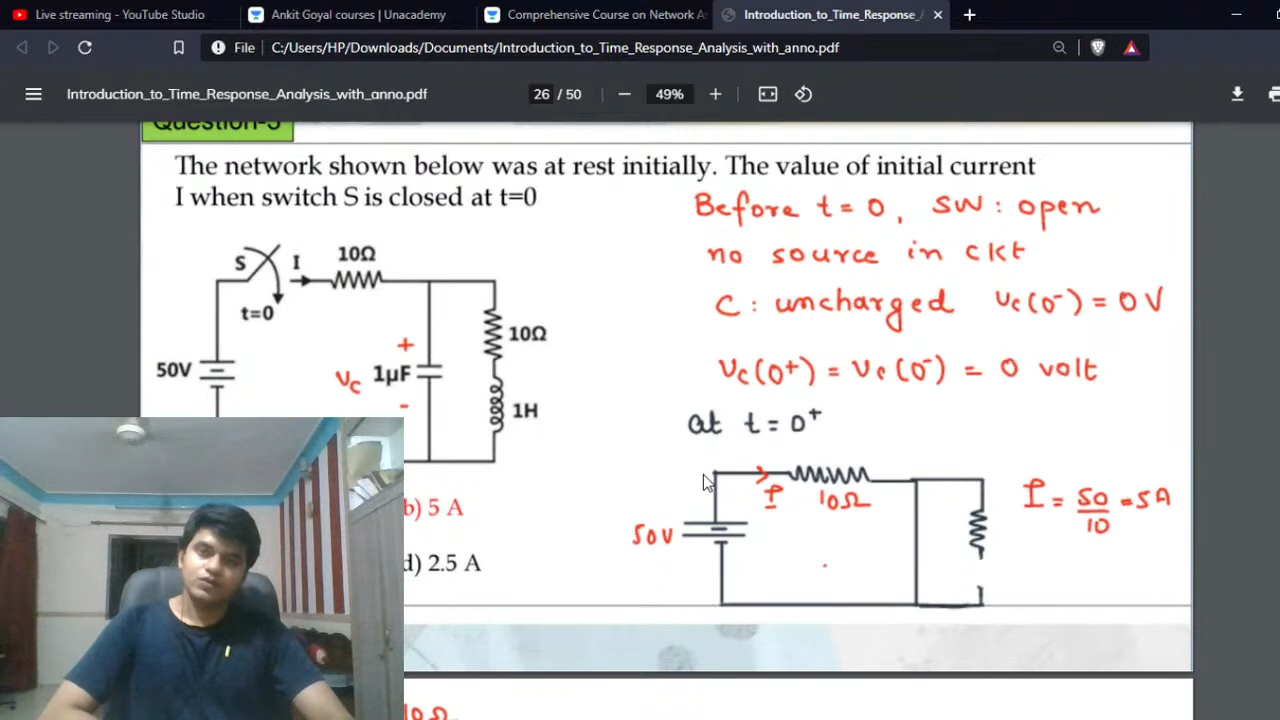 Live streaming - YouTube Studio
Ankit Goyal courses | Unacademy
Comprehensive Course on Network A
Introduction_to_Time_Response_A
File
C:/Users/HP/Downloads/Documents/Introduction_to_Time_Response_Analysis_with_anno.pdf
Introduction_to_Time_Response_Analysis_with_anno.pdf
26 / 50
49%
Question-5
The network shown below was at rest initially. The value of initial current
I when switch S is closed at t=0
Before t = 0, SW : open
no source in ckt
C : uncharged Vc(0⁻) = 0 V
Vc(0⁺) = Vc(0⁻) = 0 volt
at t = 0⁺
S
I
10Ω
t=0
10Ω
50V
+
Vc
1μF
-
1H
b) 5 A
d) 2.5 A
50V
I
10Ω
I = 50/10 = 5A
10Ω